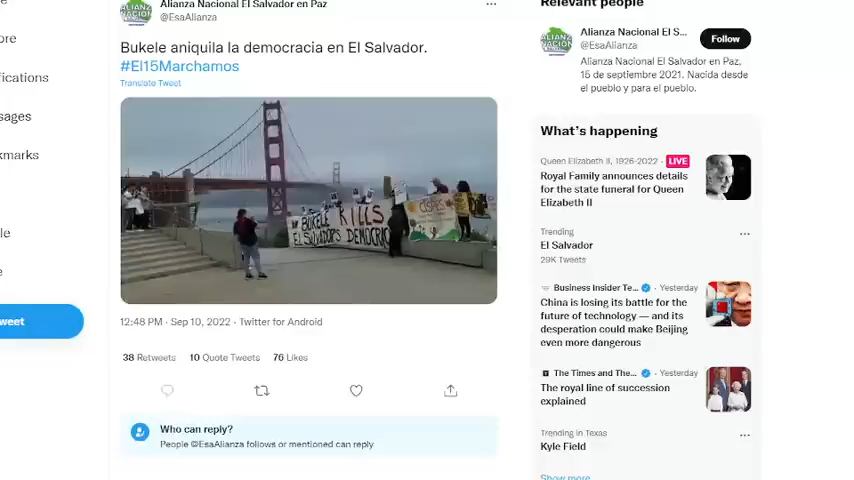 Alianza Nacional El Salvador en Paz
@EsaAlianza
Bukele aniquila la democracia en El Salvador.
#El15Marchamos
Translate Tweet
BUKELE KILLS
EL SALVADOR'S DEMOCRACY
CISPES
12:48 PM · Sep 10, 2022 · Twitter for Android
38 Retweets 10 Quote Tweets 76 Likes
Who can reply?
People @EsaAlianza follows or mentioned can reply
ore
fications
sages
kmarks
le
e
weet
Relevant people
Alianza Nacional El S...
@EsaAlianza
Follow
Alianza Nacional El Salvador en Paz,
15 de septiembre 2021. Nacida desde
el pueblo y para el pueblo.
What's happening
Queen Elizabeth II, 1926-2022 · LIVE
Royal Family announces details
for the state funeral for Queen
Elizabeth II
Trending
El Salvador
29K Tweets
Business Insider Te... · Yesterday
China is losing its battle for the
future of technology — and its
desperation could make Beijing
even more dangerous
The Times and The... · Yesterday
The royal line of succession
explained
Trending in Texas
Kyle Field
Show more